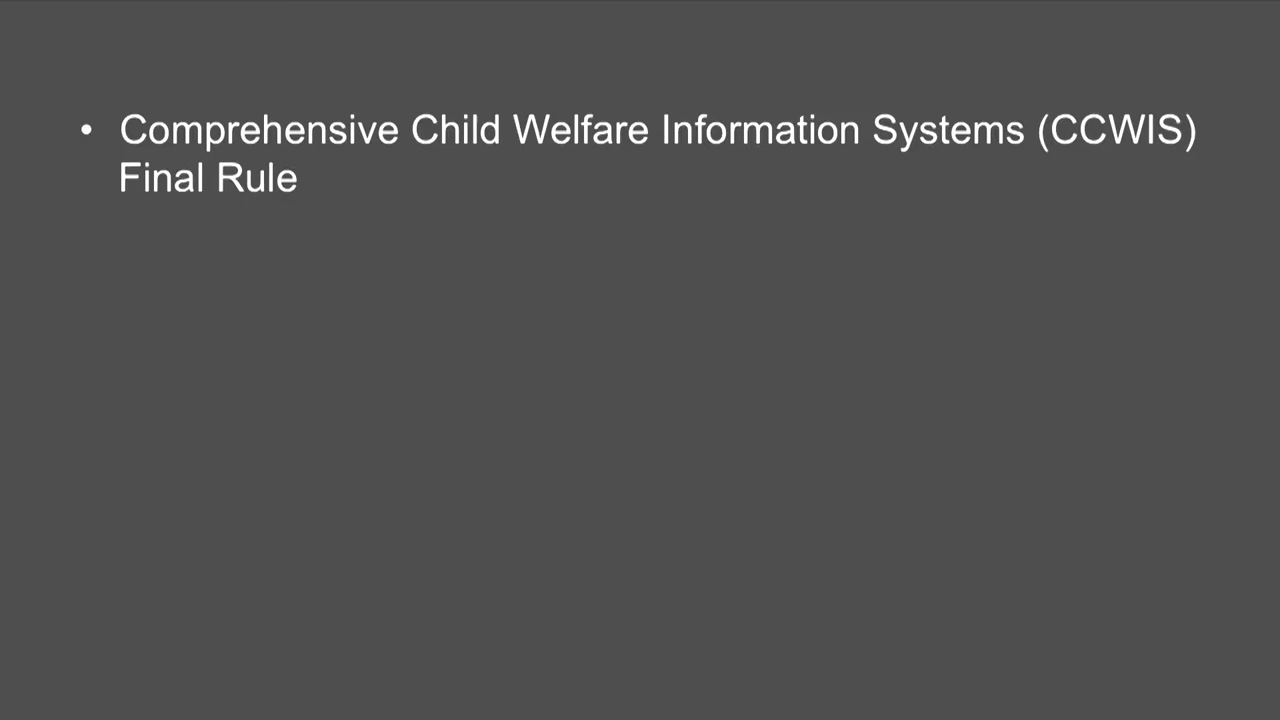 • Comprehensive Child Welfare Information Systems (CCWIS)
Final Rule